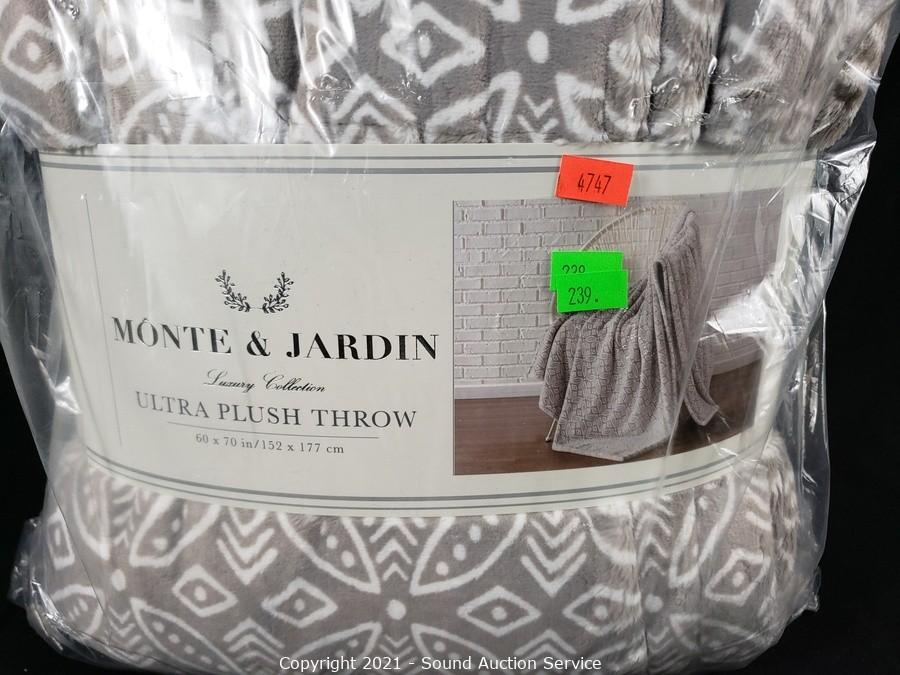 4747
239.
MÔNTE & JARDIN
Luxury Collection
ULTRA PLUSH THROW
60 x 70 in/152 x 177 cm
Copyright 2021 - Sound Auction Service